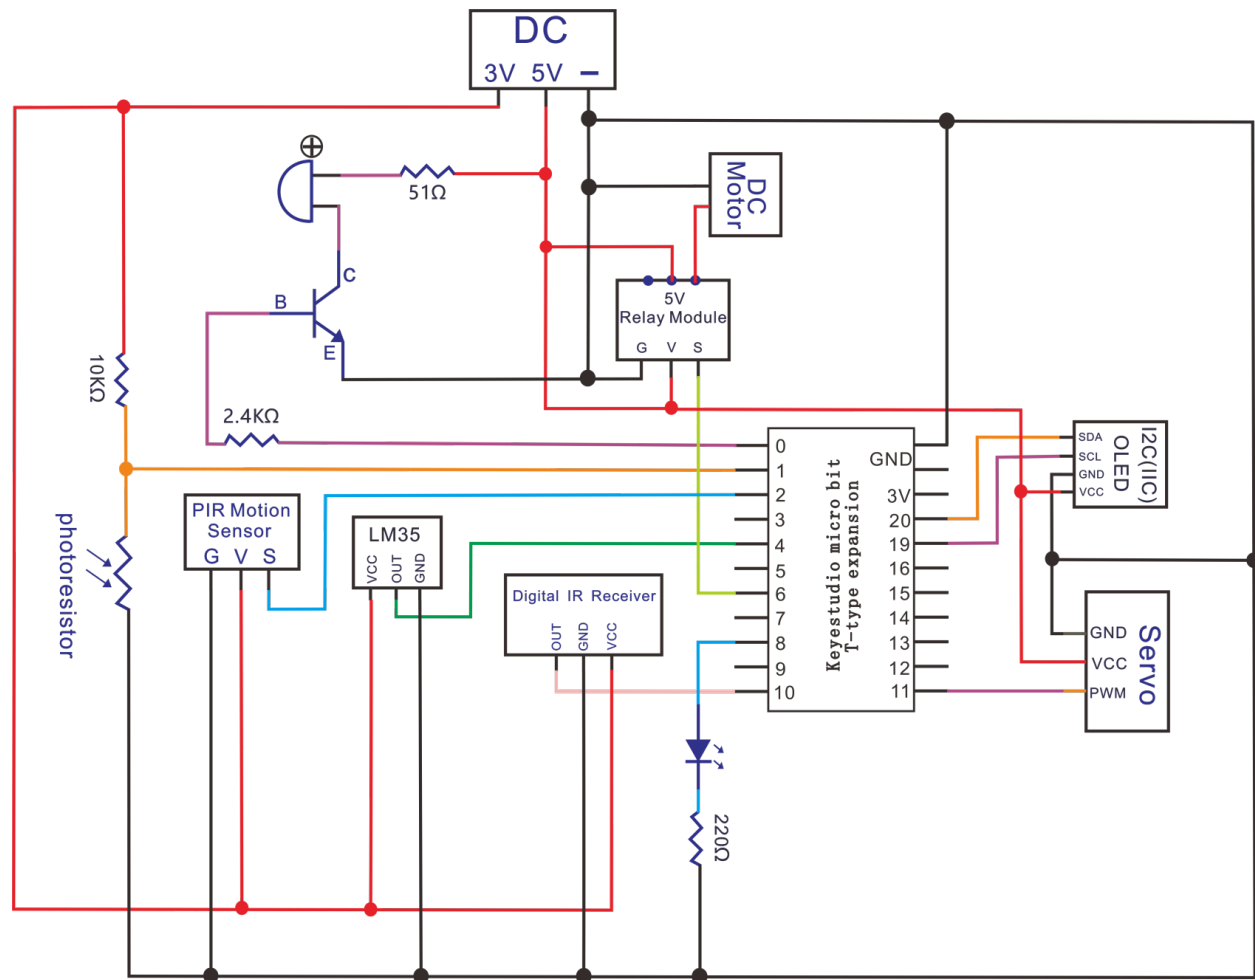 DC
3V 5V −
51Ω
DC
Motor
C
B
E
5V
Relay Module
G V S
10KΩ
2.4KΩ
photoresistor
PIR Motion
Sensor
G V S
LM35
VCC OUT GND
Digital IR Receiver
OUT GND VCC
Keyestudio micro bit
T-type expansion
0
1
2
3
4
5
6
7
8
9
10
GND
3V
20
19
16
15
14
13
12
11
I2C(IIC)
OLED
SDA
SCL
GND
VCC
Servo
GND
VCC
PWM
220Ω